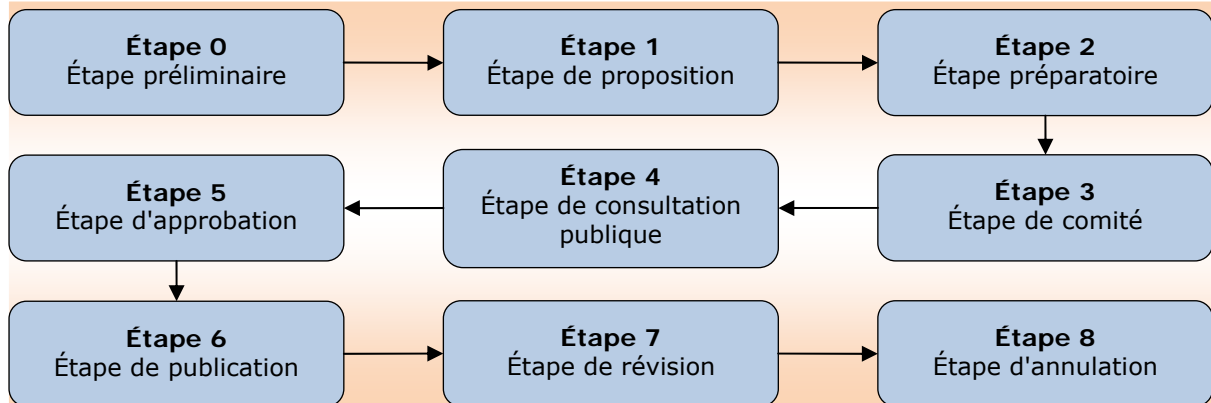 Étape 0
Étape préliminaire
Étape 1
Étape de proposition
Étape 2
Étape préparatoire
Étape 3
Étape de comité
Étape 4
Étape de consultation
publique
Étape 5
Étape d'approbation
Étape 6
Étape de publication
Étape 7
Étape de révision
Étape 8
Étape d'annulation